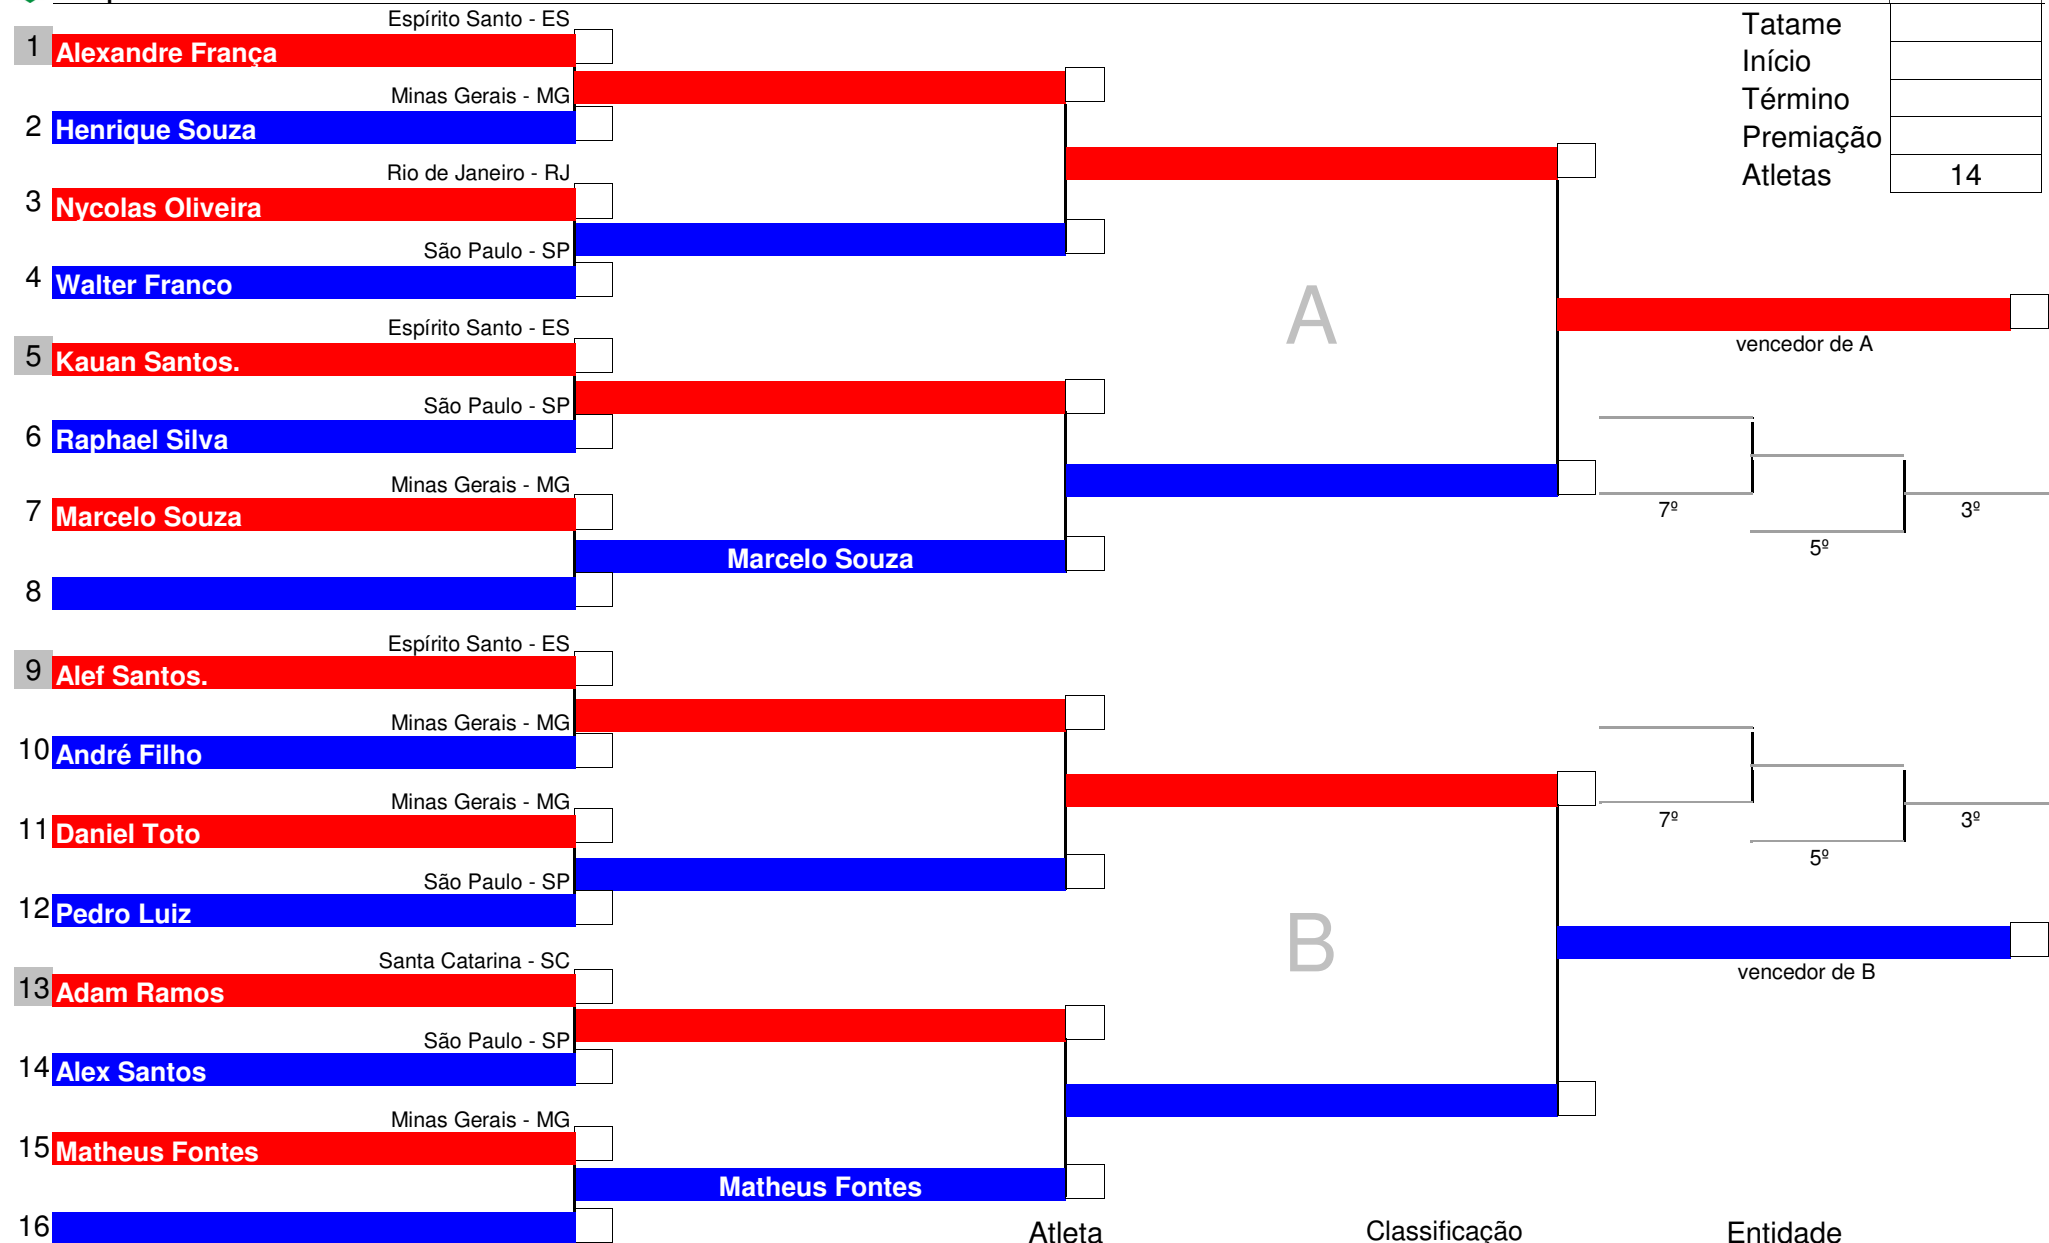 Espírito Santo - ES
1 Alexandre França
Minas Gerais - MG
2 Henrique Souza
Rio de Janeiro - RJ
3 Nycolas Oliveira
São Paulo - SP
4 Walter Franco
Espírito Santo - ES
5 Kauan Santos.
São Paulo - SP
6 Raphael Silva
Minas Gerais - MG
7 Marcelo Souza
Marcelo Souza
8
Espírito Santo - ES
9 Alef Santos.
Minas Gerais - MG
10 André Filho
Minas Gerais - MG
11 Daniel Toto
São Paulo - SP
12 Pedro Luiz
Santa Catarina - SC
13 Adam Ramos
São Paulo - SP
14 Alex Santos
Minas Gerais - MG
15 Matheus Fontes
Matheus Fontes
16
A
B
Tatame
Início
Término
Premiação
Atletas 14
vencedor de A
7º 3º
5º
7º 3º
5º
vencedor de B
Atleta Classificação Entidade